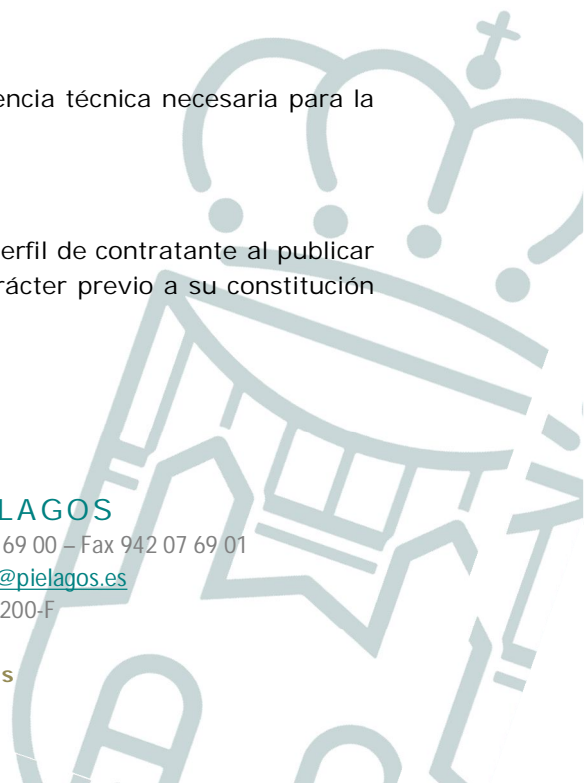 encia técnica necesaria para la
erfil de contratante al publicar
rácter previo a su constitución
LAGOS
69 00 – Fax 942 07 69 01
@pielagos.es
200-F
s